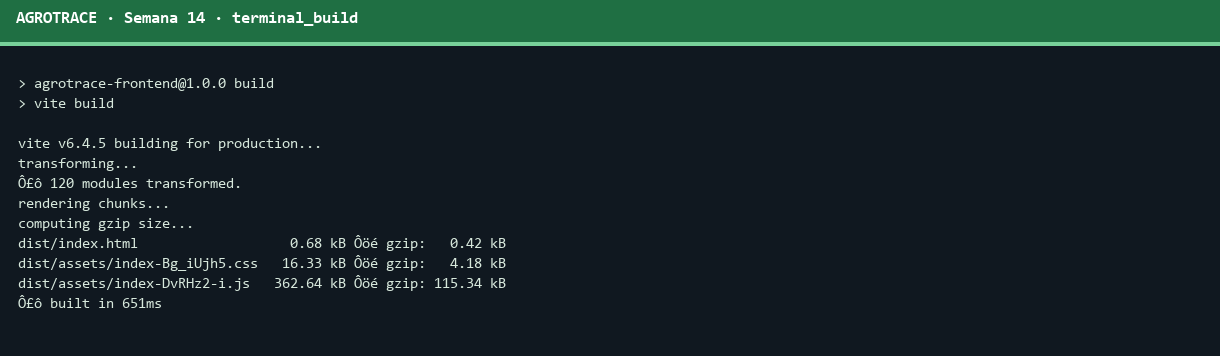 AGROTRACE · Semana 14 · terminal_build
> agrotrace-frontend@1.0.0 build
> vite build
vite v6.4.5 building for production...
transforming...
Ô£ô 120 modules transformed.
rendering chunks...
computing gzip size...
dist/index.html                   0.68 kB Ôöé gzip:   0.42 kB
dist/assets/index-Bg_iUjh5.css   16.33 kB Ôöé gzip:   4.18 kB
dist/assets/index-DvRHz2-i.js   362.64 kB Ôöé gzip: 115.34 kB
Ô£ô built in 651ms